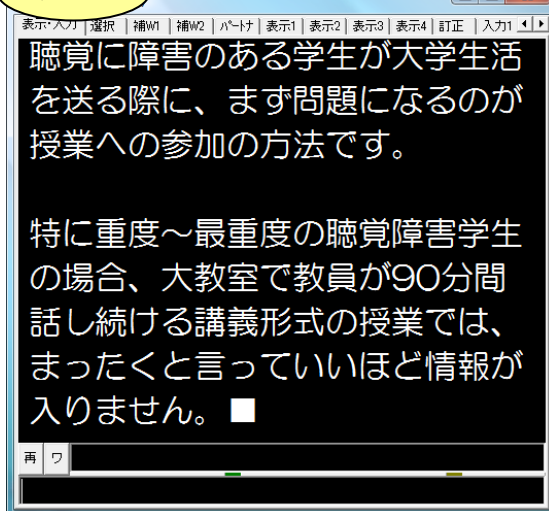 表示・入力 選択 補W1 補W2 パートナ 表示1 表示2 表示3 表示4 訂正 入力1
聴覚に障害のある学生が大学生活
を送る際に、まず問題になるのが
授業への参加の方法です。
特に重度～最重度の聴覚障害学生
の場合、大教室で教員が90分間
話し続ける講義形式の授業では、
まったくと言っていいほど情報が
入りません。■
再 ワ